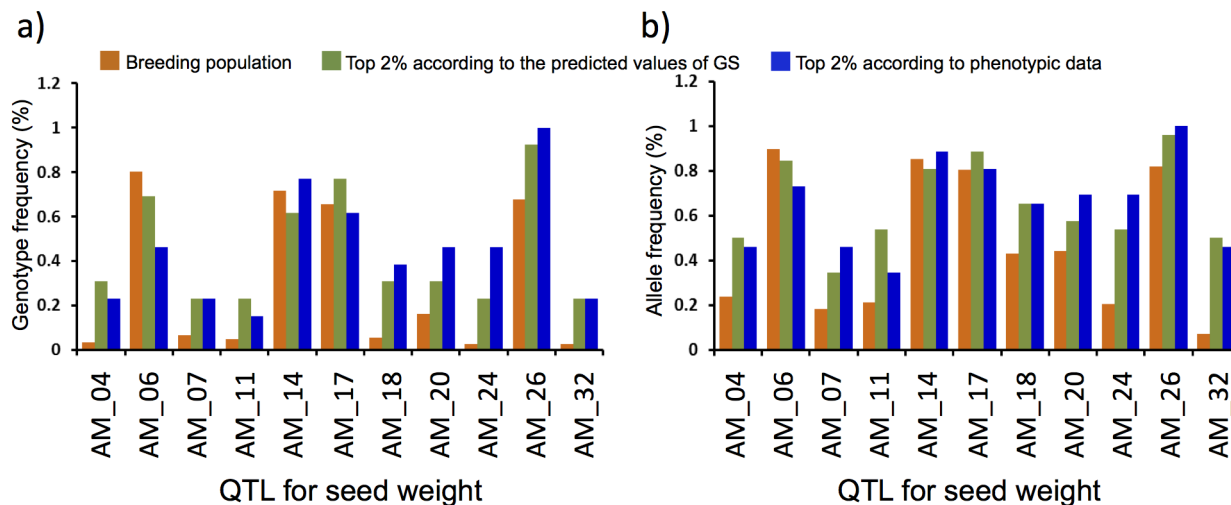 a)
b)
Breeding population
Top 2% according to the predicted values of GS
Top 2% according to phenotypic data
Genotype frequency (%)
1.2
1
0.8
0.6
0.4
0.2
0
AM_04
AM_06
AM_07
AM_11
AM_14
AM_17
AM_18
AM_20
AM_24
AM_26
AM_32
QTL for seed weight
Allele frequency (%)
1.2
1
0.8
0.6
0.4
0.2
0
AM_04
AM_06
AM_07
AM_11
AM_14
AM_17
AM_18
AM_20
AM_24
AM_26
AM_32
QTL for seed weight